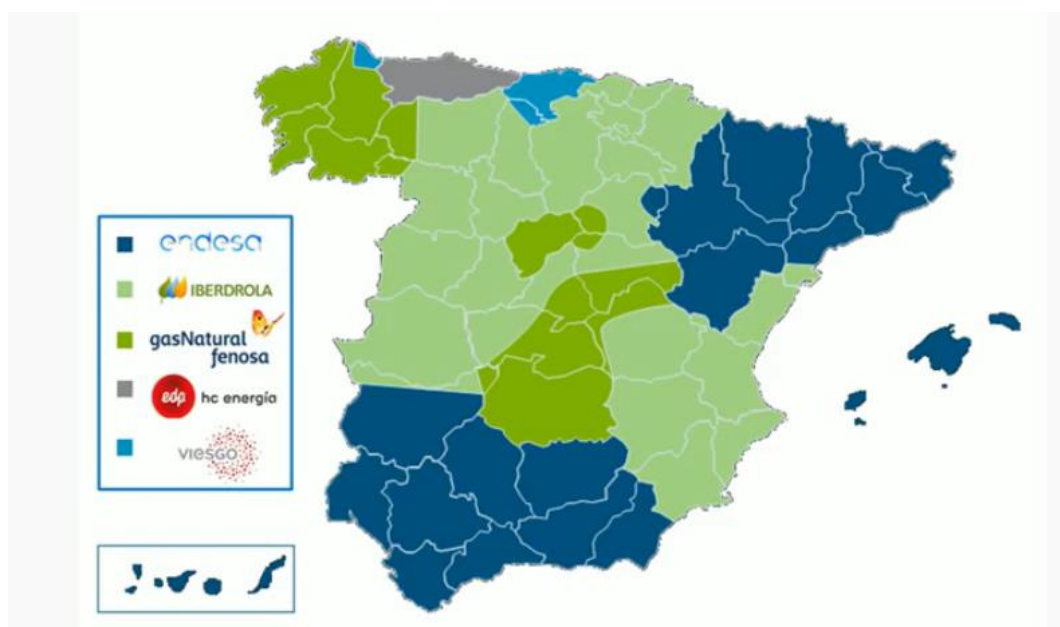 endesa
IBERDROLA
gasNatural
fenosa
edp hc energía
viesgo